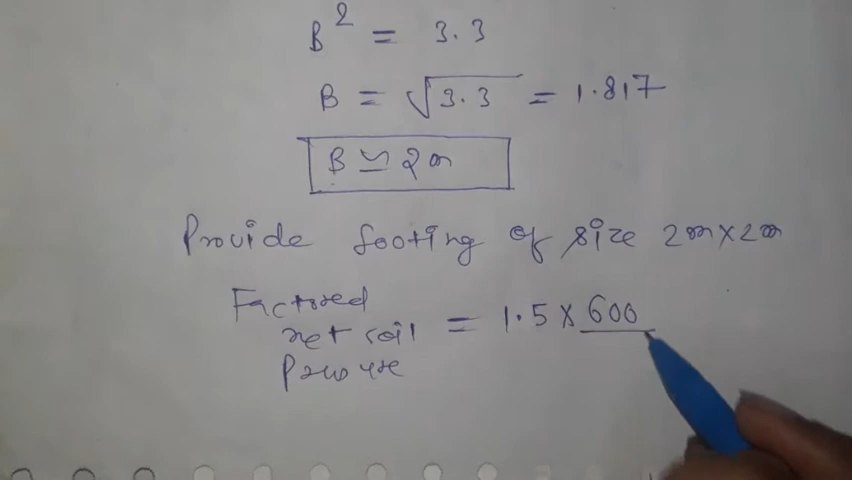 B² = 3.3
B = √3.3 = 1.817
B ≃ 2m
Provide footing of size 2m×2m
Factored
net soil = 1.5×600
Pressure